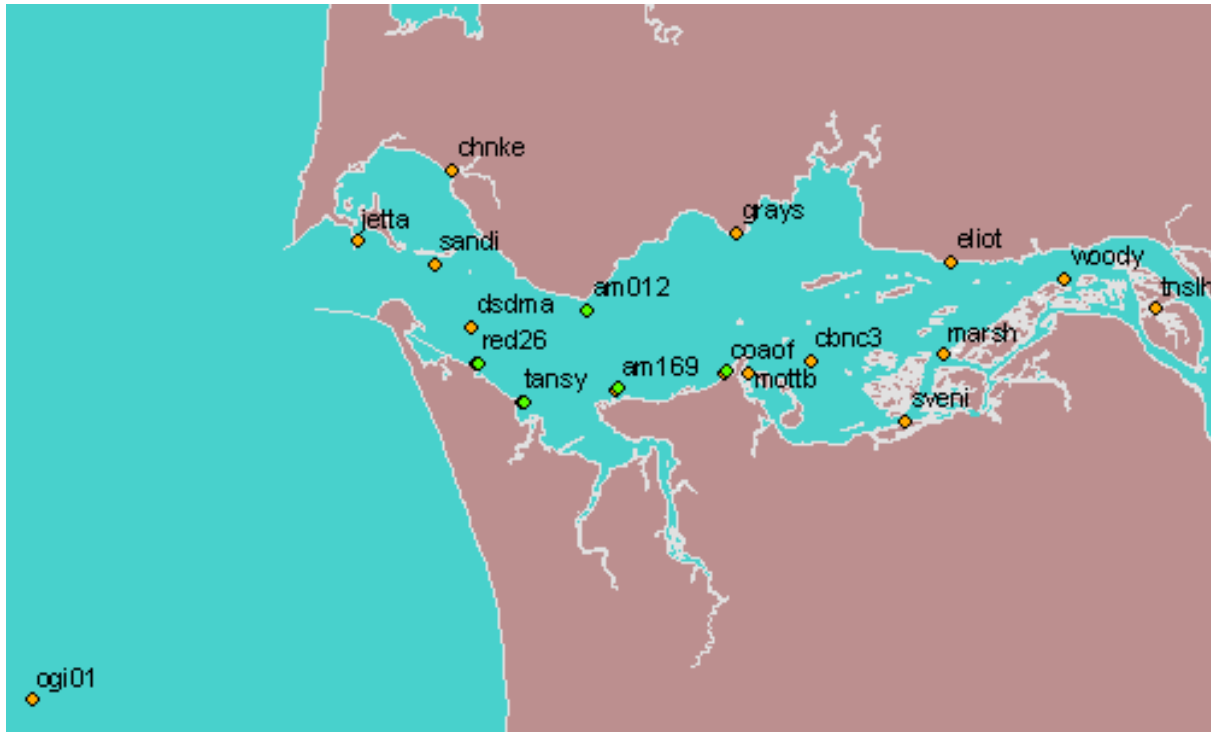 chnke
jetta
grays
sandi
eliot
woody
am012
tnslh
dsdma
red26
coaof
cbnc3
marsh
am169
mottb
tansy
sveni
ogi01